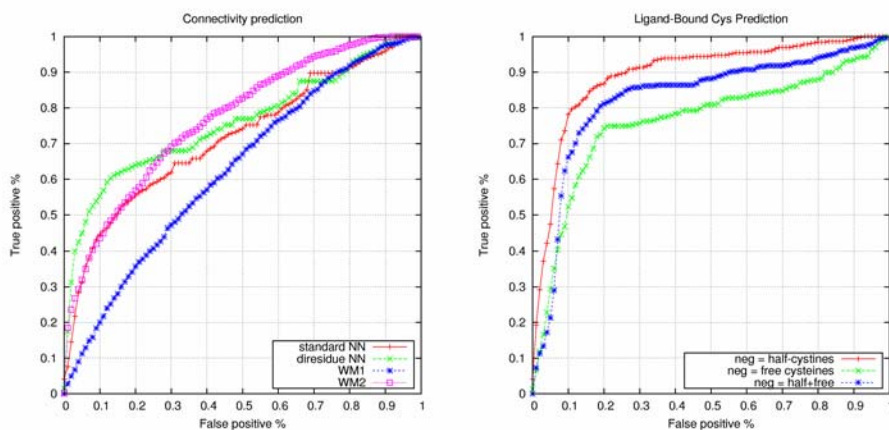 Connectivity prediction
1
0.9
0.8
0.7
0.6
0.5
0.4
0.3
0.2
0.1
0
True positive %
0 0.1 0.2 0.3 0.4 0.5 0.6 0.7 0.8 0.9 1
False positive %
standard NN
diresidue NN
WM1
WM2
Ligand-Bound Cys Prediction
1
0.9
0.8
0.7
0.6
0.5
0.4
0.3
0.2
0.1
0
True positive %
0 0.1 0.2 0.3 0.4 0.5 0.6 0.7 0.8 0.9 1
False positive %
neg = half-cystines
neg = free cysteines
neg = half+free